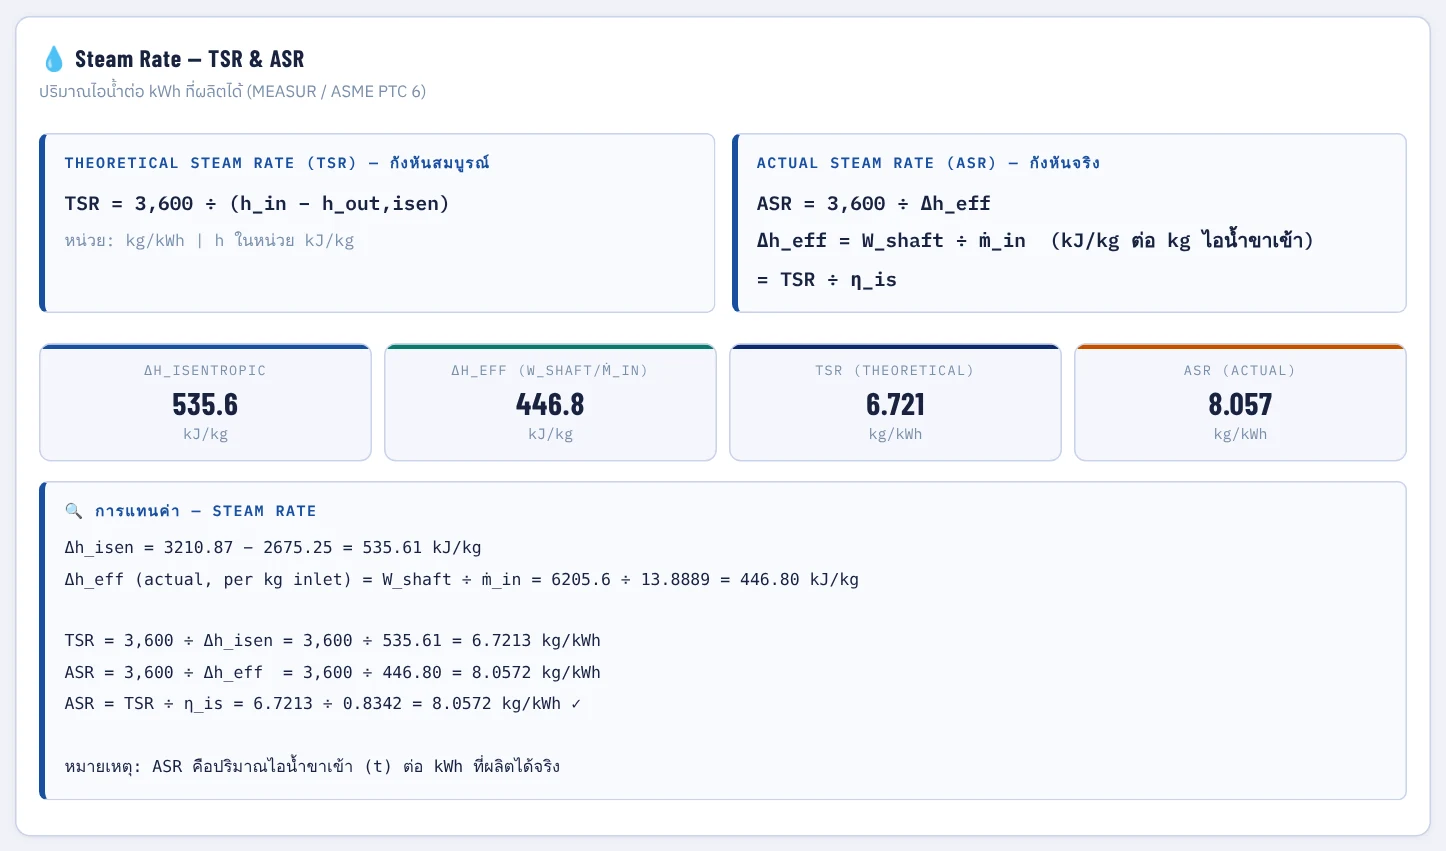 💧 Steam Rate — TSR & ASR
ปริมาณไอน้ำต่อ kWh ที่ผลิตได้ (MEASUR / ASME PTC 6)
THEORETICAL STEAM RATE (TSR) — กังหันสมบูรณ์
TSR = 3,600 ÷ (h_in − h_out,isen)
หน่วย: kg/kWh | h ในหน่วย kJ/kg
ACTUAL STEAM RATE (ASR) — กังหันจริง
ASR = 3,600 ÷ Δh_eff
Δh_eff = W_shaft ÷ ṁ_in (kJ/kg ต่อ kg ไอน้ำขาเข้า)
= TSR ÷ η_is
ΔH_ISENTROPIC
535.6
kJ/kg
ΔH_EFF (W_SHAFT/Ṁ_IN)
446.8
kJ/kg
TSR (THEORETICAL)
6.721
kg/kWh
ASR (ACTUAL)
8.057
kg/kWh
🔍 การแทนค่า — STEAM RATE
Δh_isen = 3210.87 − 2675.25 = 535.61 kJ/kg
Δh_eff (actual, per kg inlet) = W_shaft ÷ ṁ_in = 6205.6 ÷ 13.8889 = 446.80 kJ/kg
TSR = 3,600 ÷ Δh_isen = 3,600 ÷ 535.61 = 6.7213 kg/kWh
ASR = 3,600 ÷ Δh_eff = 3,600 ÷ 446.80 = 8.0572 kg/kWh
ASR = TSR ÷ η_is = 6.7213 ÷ 0.8342 = 8.0572 kg/kWh ✓
หมายเหตุ: ASR คือปริมาณไอน้ำขาเข้า (t) ต่อ kWh ที่ผลิตได้จริง